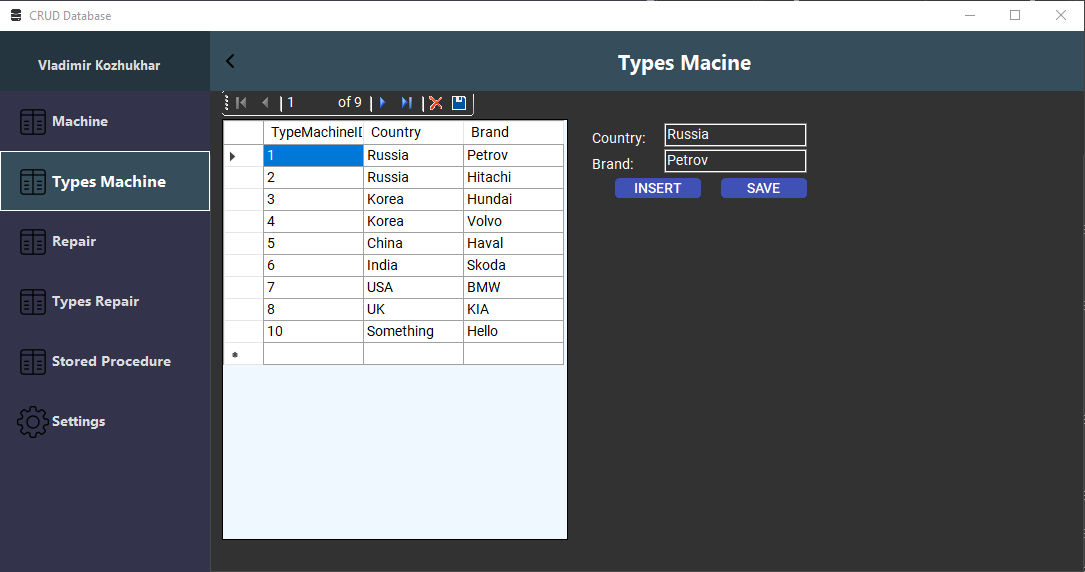 CRUD Database
Vladimir Kozhukhar
Types Macine
Machine
Types Machine
Repair
Types Repair
Stored Procedure
Settings
1 of 9
TypeMachineID Country Brand
1 Russia Petrov
2 Russia Hitachi
3 Korea Hundai
4 Korea Volvo
5 China Haval
6 India Skoda
7 USA BMW
8 UK KIA
10 Something Hello
Country: Russia
Brand: Petrov
INSERT SAVE